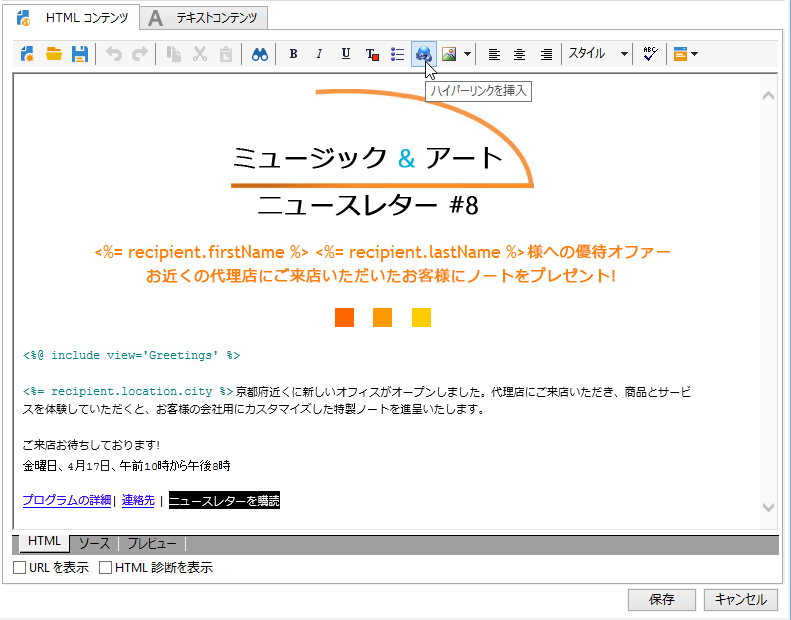 HTML コンテンツ
A テキストコンテンツ
B I U T スタイル ABC
ハイパーリンクを挿入
ミュージック & アート
ニュースレター #8
<%= recipient.firstName %> <%= recipient.lastName %>様への優待オファー
お近くの代理店にご来店いただいたお客様にノートをプレゼント!
<%@ include view='Greetings' %>
<%= recipient.location.city %>京都府近くに新しいオフィスがオープンしました。代理店にご来店いただき、商品とサービ
スを体験していただくと、お客様の会社用にカスタマイズした特製ノートを進呈いたします。
ご来店お待ちしております!
金曜日、4月17日、午前10時から午後8時
プログラムの詳細| 連絡先 | ニュースレターを購読
HTML ソース プレビュー
URL を表示 HTML 診断を表示
保存 キャンセル